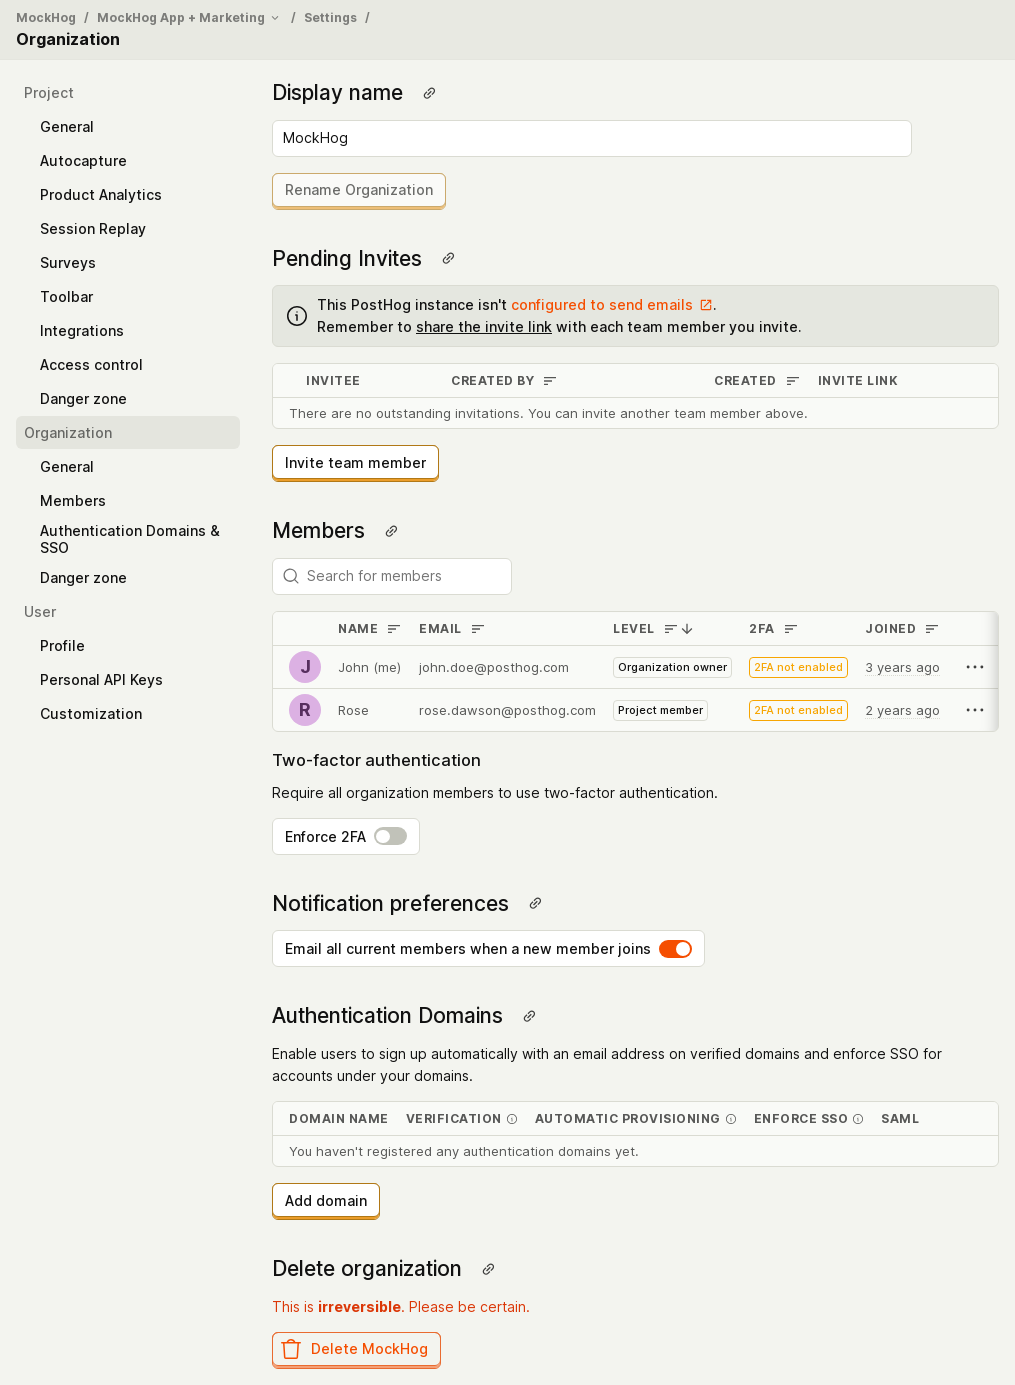 MockHog / MockHog App + Marketing / Settings /
Organization
Project
General
Autocapture
Product Analytics
Session Replay
Surveys
Toolbar
Integrations
Access control
Danger zone
Organization
General
Members
Authentication Domains &
SSO
Danger zone
User
Profile
Personal API Keys
Customization
Display name
MockHog
Rename Organization
Pending Invites
This PostHog instance isn't configured to send emails.
Remember to share the invite link with each team member you invite.
INVITEE CREATED BY CREATED INVITE LINK
There are no outstanding invitations. You can invite another team member above.
Invite team member
Members
Search for members
NAME EMAIL LEVEL 2FA JOINED
J John (me) john.doe@posthog.com Organization owner 2FA not enabled 3 years ago
R Rose rose.dawson@posthog.com Project member 2FA not enabled 2 years ago
Two-factor authentication
Require all organization members to use two-factor authentication.
Enforce 2FA
Notification preferences
Email all current members when a new member joins
Authentication Domains
Enable users to sign up automatically with an email address on verified domains and enforce SSO for
accounts under your domains.
DOMAIN NAME VERIFICATION AUTOMATIC PROVISIONING ENFORCE SSO SAML
You haven't registered any authentication domains yet.
Add domain
Delete organization
This is irreversible. Please be certain.
Delete MockHog